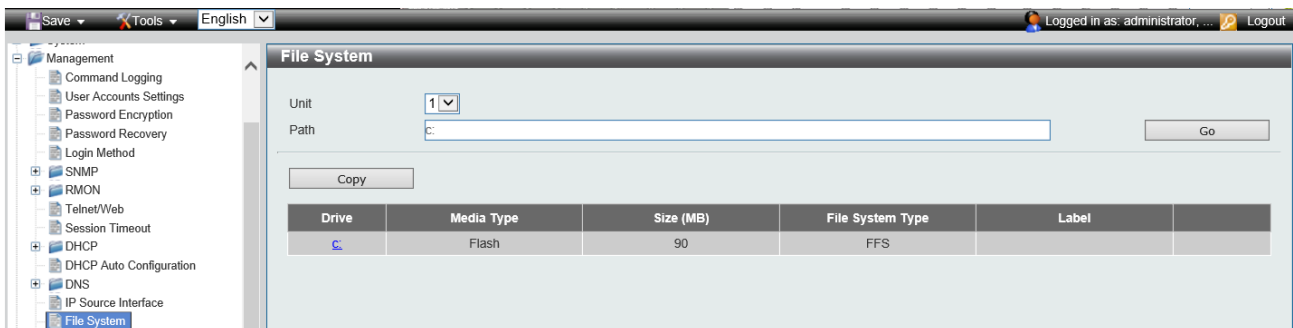 Save Tools English Logged in as: administrator, ... Logout
System
Management
Command Logging
User Accounts Settings
Password Encryption
Password Recovery
Login Method
SNMP
RMON
Telnet/Web
Session Timeout
DHCP
DHCP Auto Configuration
DNS
IP Source Interface
File System
File System
Unit 1
Path c: Go
Copy
Drive Media Type Size (MB) File System Type Label
c: Flash 90 FFS